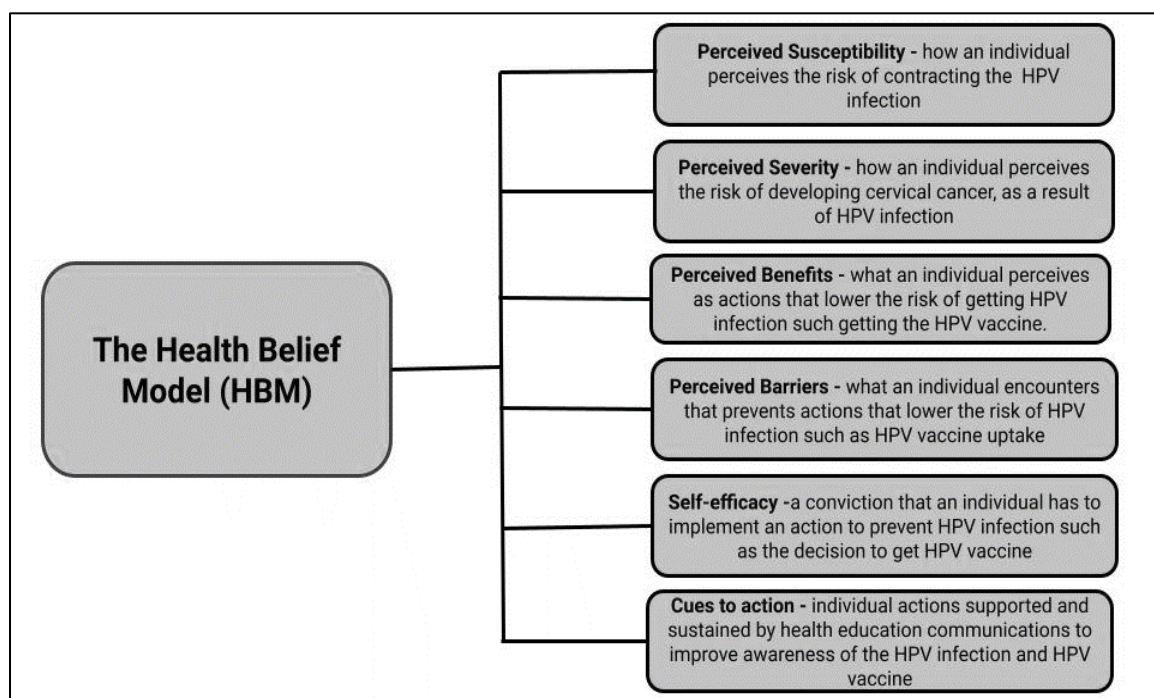 The Health Belief
Model (HBM)
Perceived Susceptibility - how an individual
perceives the risk of contracting the HPV
infection
Perceived Severity - how an individual perceives
the risk of developing cervical cancer, as a result
of HPV infection
Perceived Benefits - what an individual perceives
as actions that lower the risk of getting HPV
infection such getting the HPV vaccine.
Perceived Barriers - what an individual encounters
that prevents actions that lower the risk of HPV
infection such as HPV vaccine uptake
Self-efficacy -a conviction that an individual has to
implement an action to prevent HPV infection such
as the decision to get HPV vaccine
Cues to action - individual actions supported and
sustained by health education communications to
improve awareness of the HPV infection and HPV
vaccine